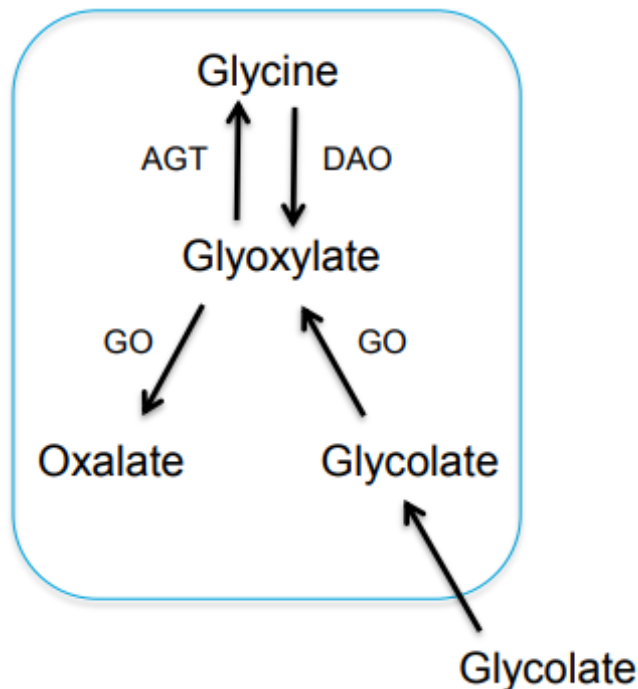 Glycine
AGT DAO
Glyoxylate
GO GO
Oxalate Glycolate
Glycolate